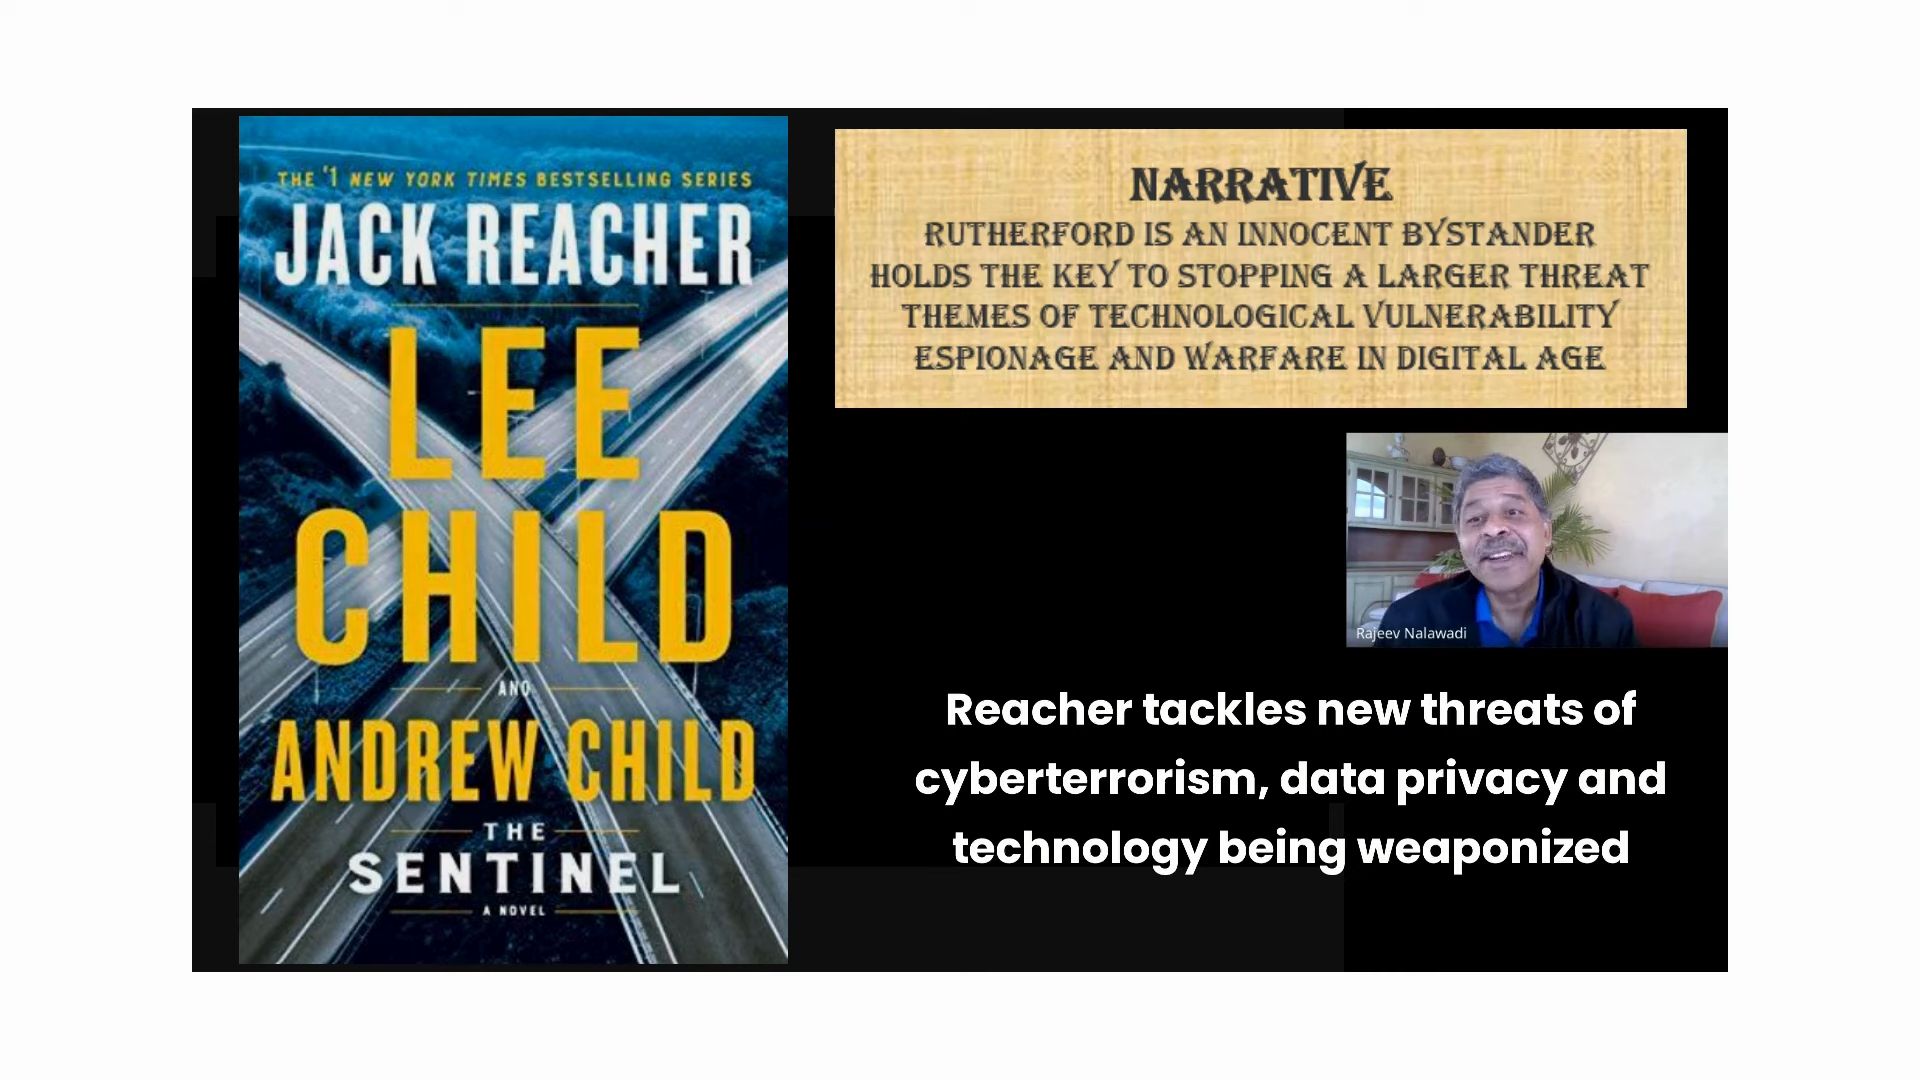 THE #1 NEW YORK TIMES BESTSELLING SERIES
JACK REACHER
LEE
CHILD
AND
ANDREW CHILD
THE
SENTINEL
A NOVEL
NARRATIVE
RUTHERFORD IS AN INNOCENT BYSTANDER
HOLDS THE KEY TO STOPPING A LARGER THREAT
THEMES OF TECHNOLOGICAL VULNERABILITY
ESPIONAGE AND WARFARE IN DIGITAL AGE
Rajeev Nalawadi
Reacher tackles new threats of
cyberterrorism, data privacy and
technology being weaponized